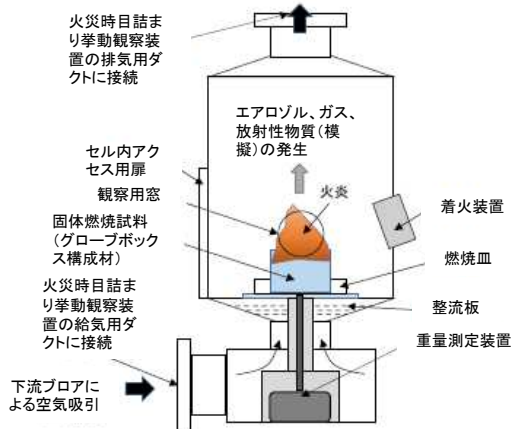 火災時目詰ま
り挙動観察装
置の排気用ダ
クトに接続
エアロゾル、ガス、
放射性物質(模
擬)の発生
セル内アク
セス用扉
観察用窓
火炎
着火装置
固体燃焼試料
(グローブボック
ス構成材)
燃焼皿
火災時目詰ま
り挙動観察装
置の給気用ダ
クトに接続
整流板
重量測定装置
下流ブロアに
よる空気吸引